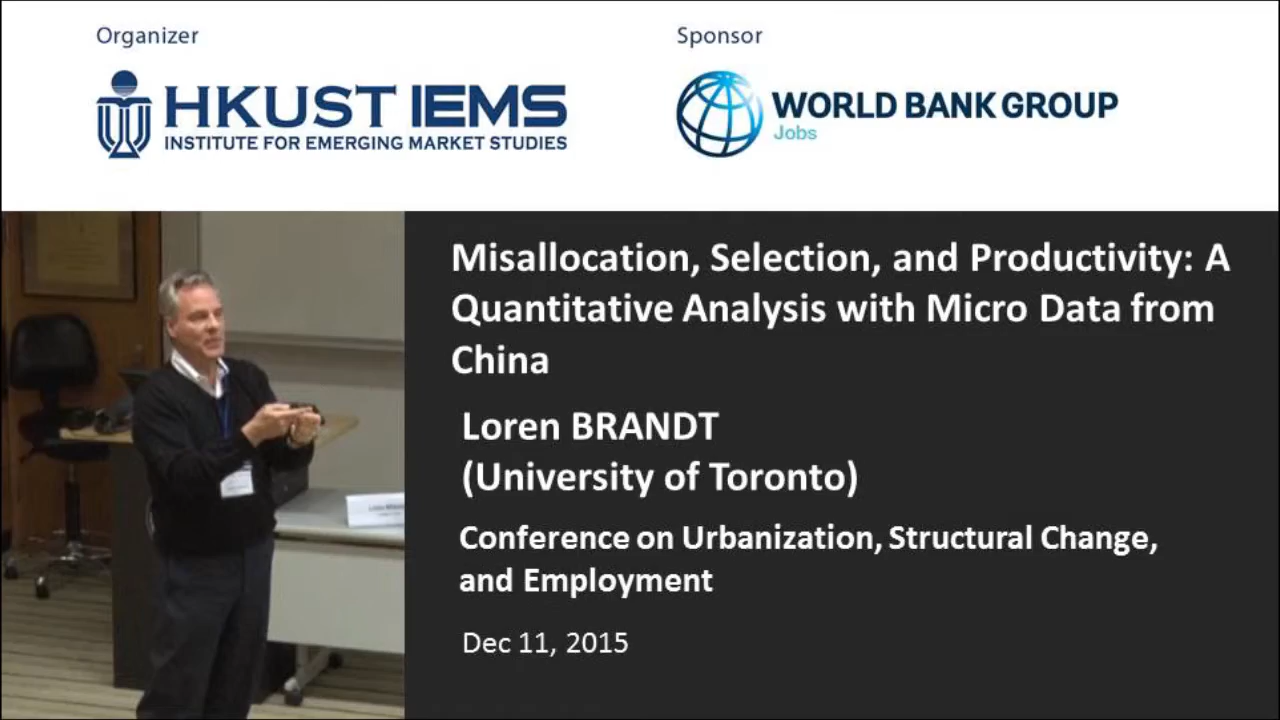 Organizer
Sponsor
HKUST IEMS
INSTITUTE FOR EMERGING MARKET STUDIES
WORLD BANK GROUP
Jobs
Misallocation, Selection, and Productivity: A
Quantitative Analysis with Micro Data from
China
Loren BRANDT
(University of Toronto)
Conference on Urbanization, Structural Change,
and Employment
Dec 11, 2015